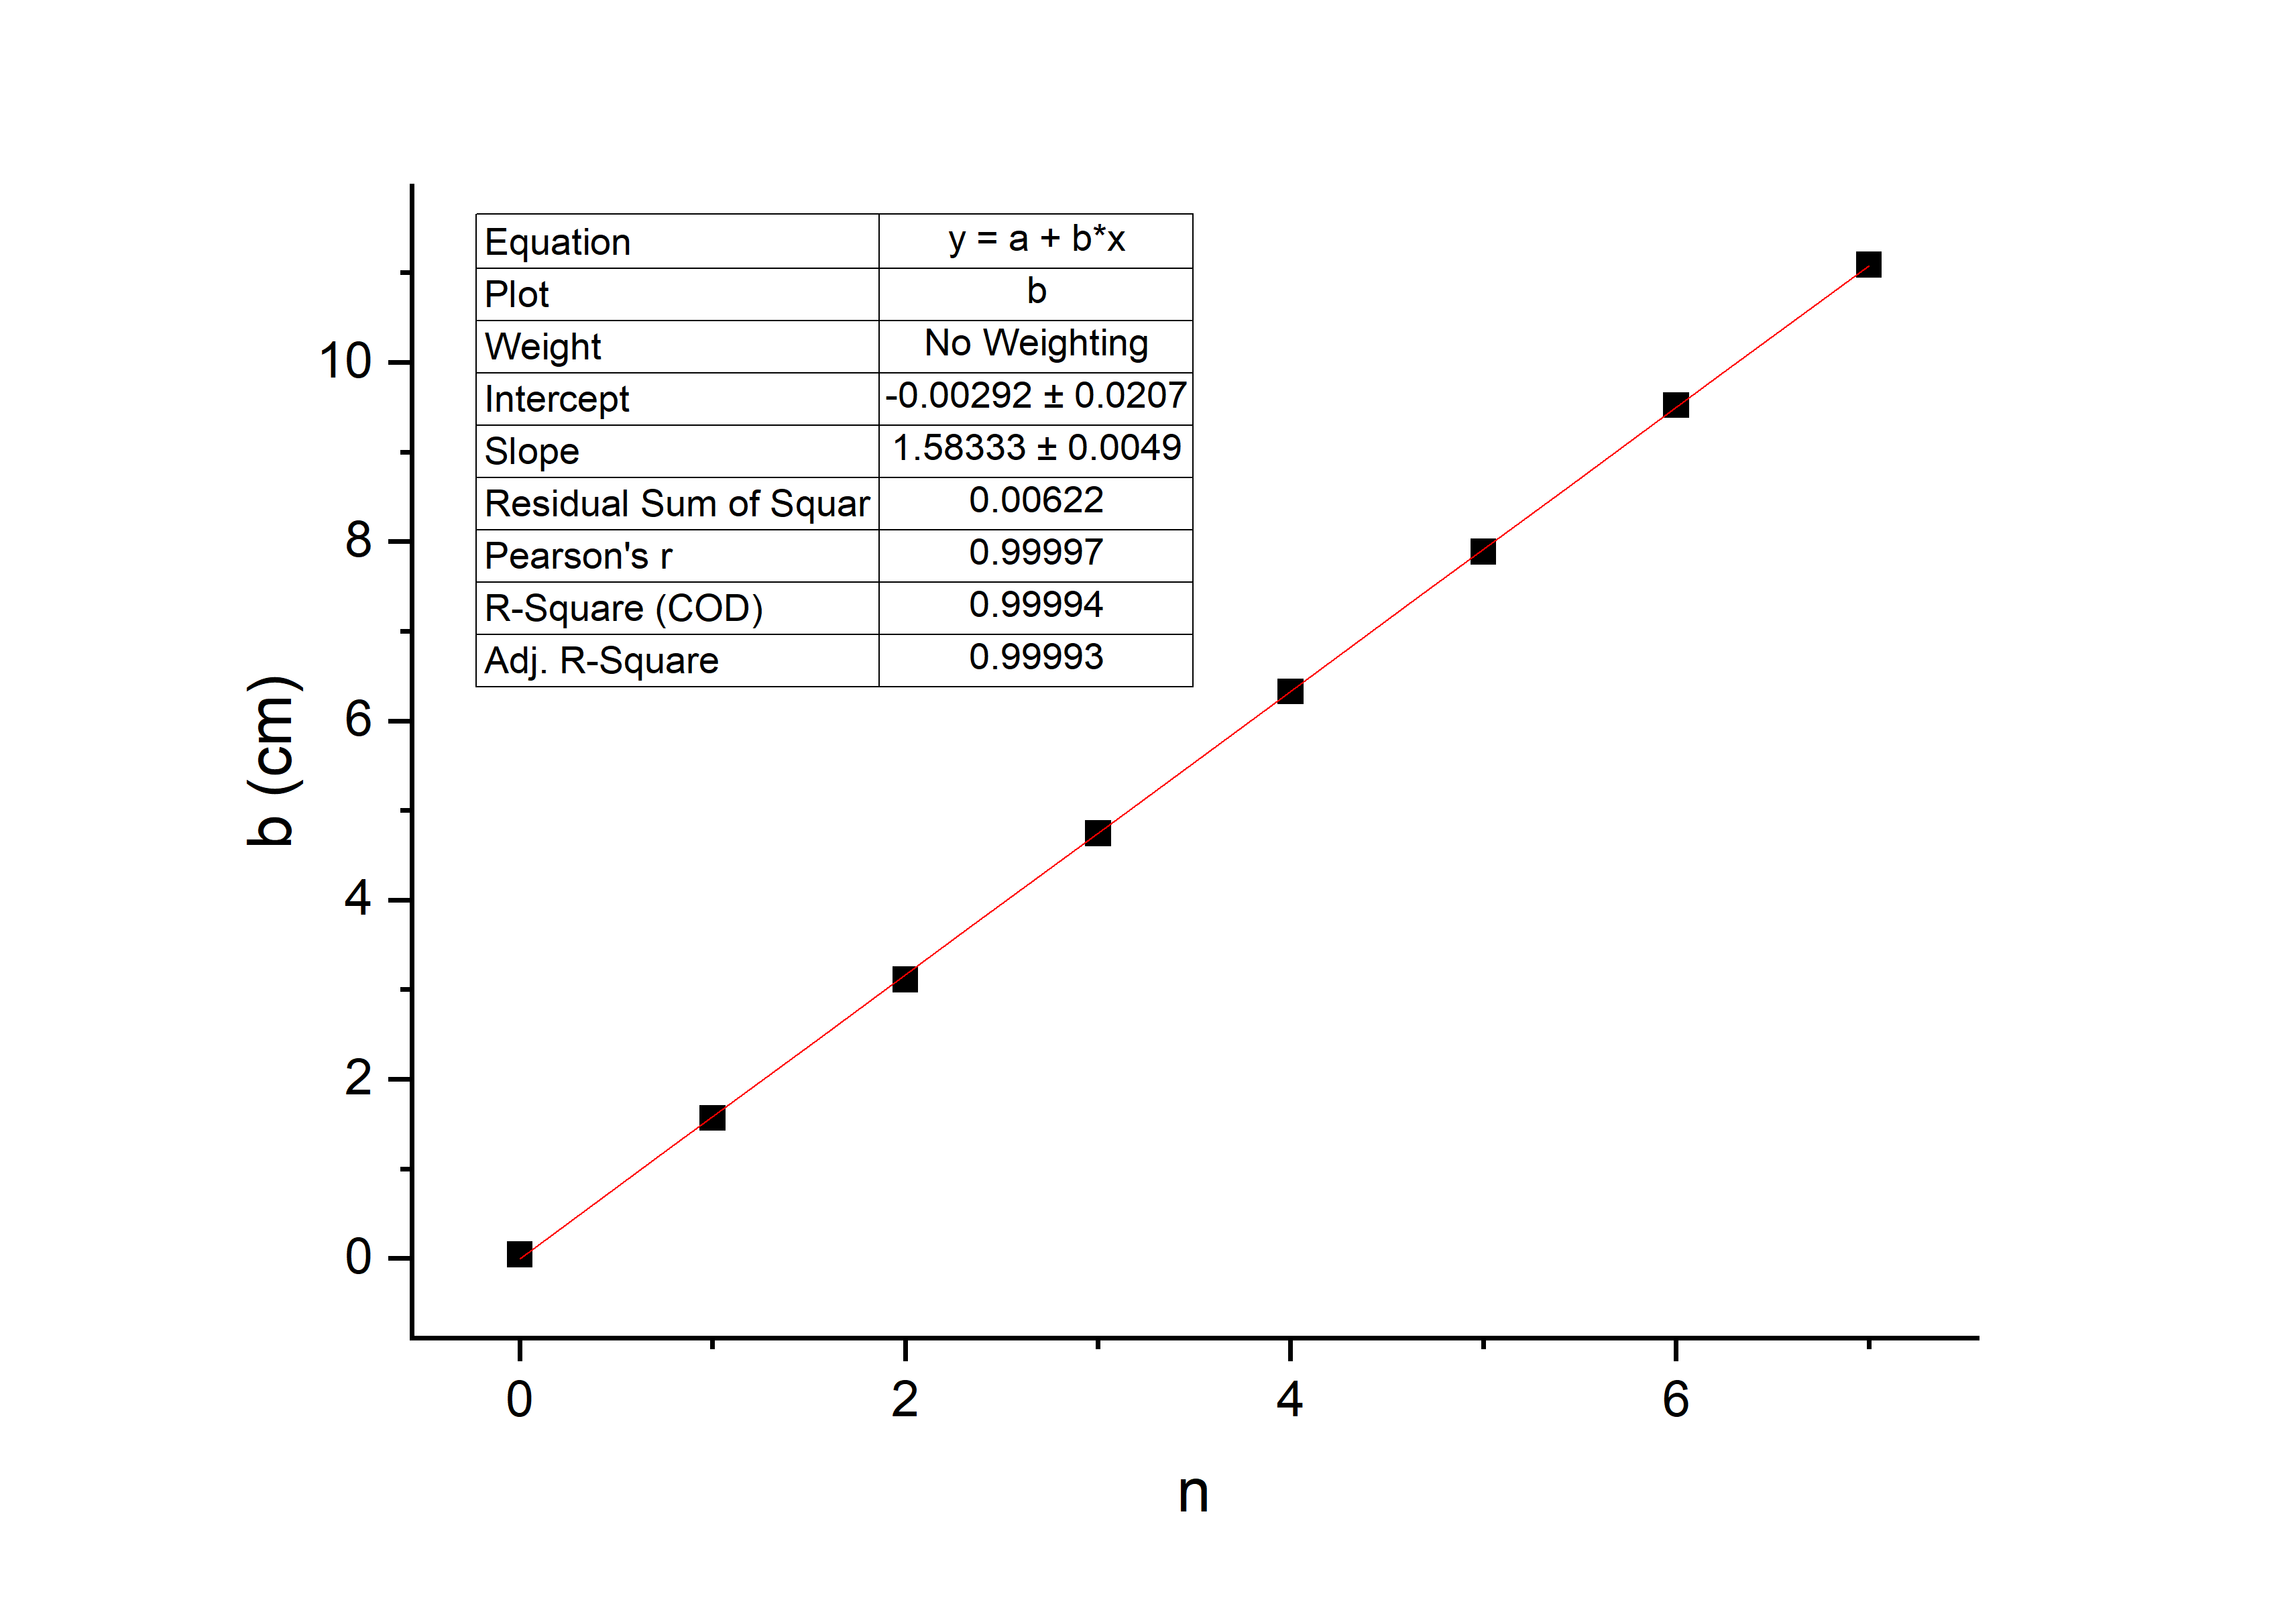 Equation y = a + b*x
Plot b
Weight No Weighting
Intercept -0.00292 ± 0.0207
Slope 1.58333 ± 0.0049
Residual Sum of Squar 0.00622
Pearson's r 0.99997
R-Square (COD) 0.99994
Adj. R-Square 0.99993
10
8
6
4
2
0
b (cm)
0 2 4 6
n